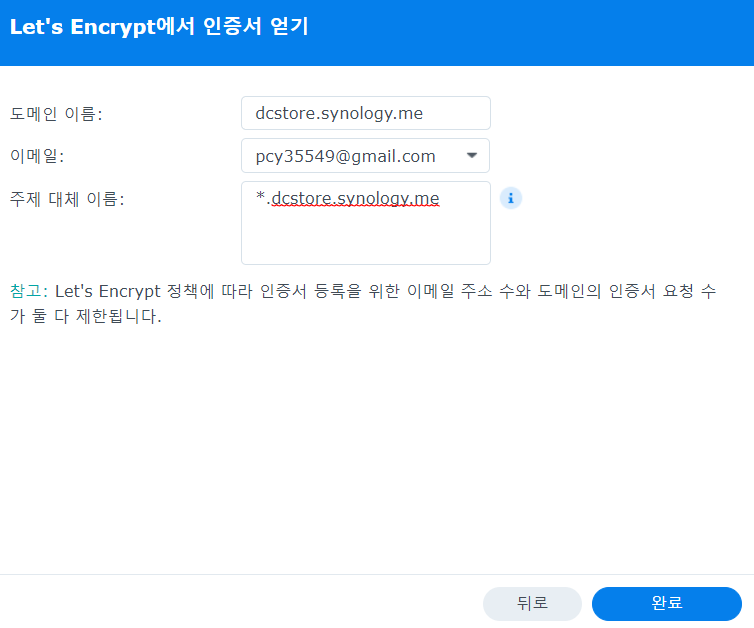 Let's Encrypt에서 인증서 얻기
도메인 이름: dcstore.synology.me
이메일: pcy35549@gmail.com
주제 대체 이름: *.dcstore.synology.me
참고: Let's Encrypt 정책에 따라 인증서 등록을 위한 이메일 주소 수와 도메인의 인증서 요청 수
가 둘 다 제한됩니다.
뒤로 완료